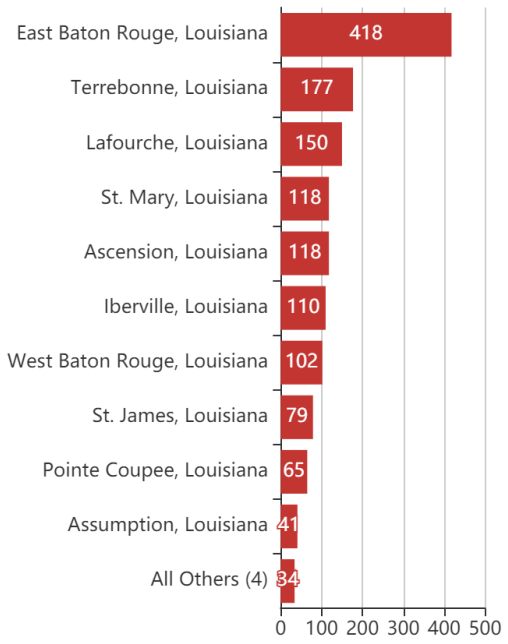 East Baton Rouge, Louisiana 418
Terrebonne, Louisiana 177
Lafourche, Louisiana 150
St. Mary, Louisiana 118
Ascension, Louisiana 118
Iberville, Louisiana 110
West Baton Rouge, Louisiana 102
St. James, Louisiana 79
Pointe Coupee, Louisiana 65
Assumption, Louisiana 41
All Others (4) 34
0 100 200 300 400 500